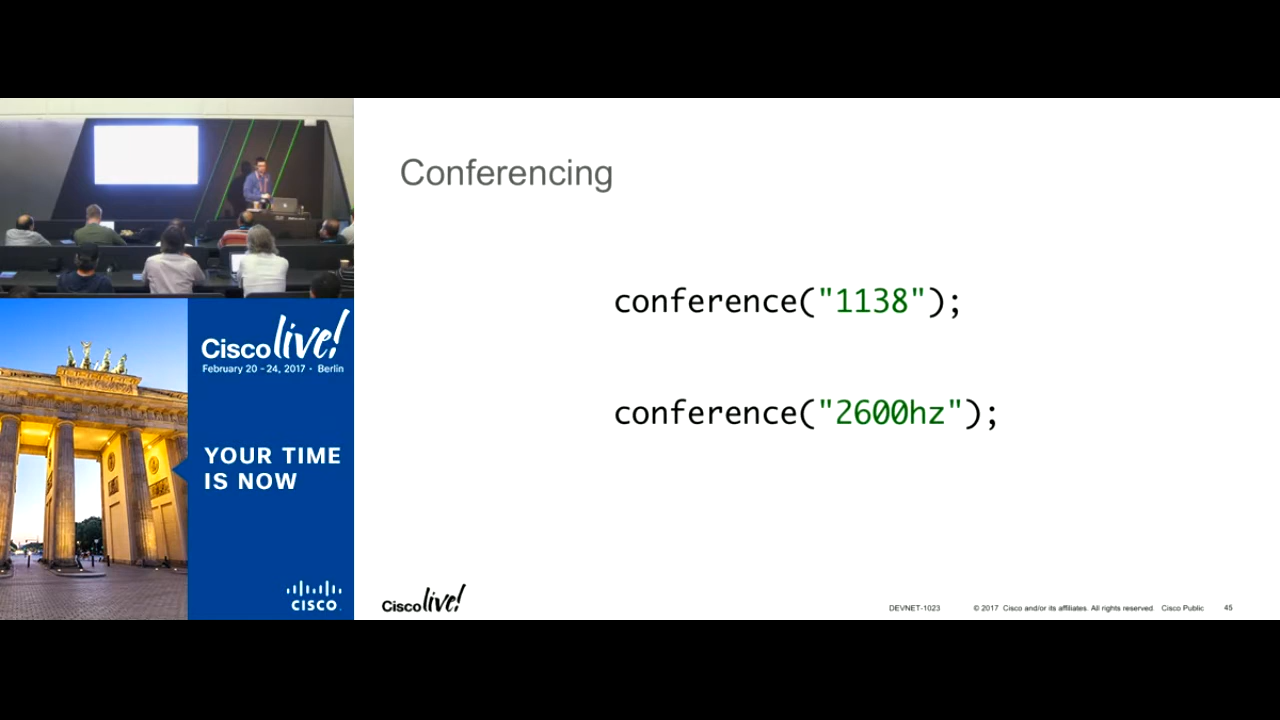 Conferencing
conference("1138");
conference("2600hz");
Cisco live!
February 20 - 24, 2017 · Berlin
YOUR TIME
IS NOW
CISCO.
Cisco live!
DEVNET-1023 © 2017 Cisco and/or its affiliates. All rights reserved. Cisco Public 45